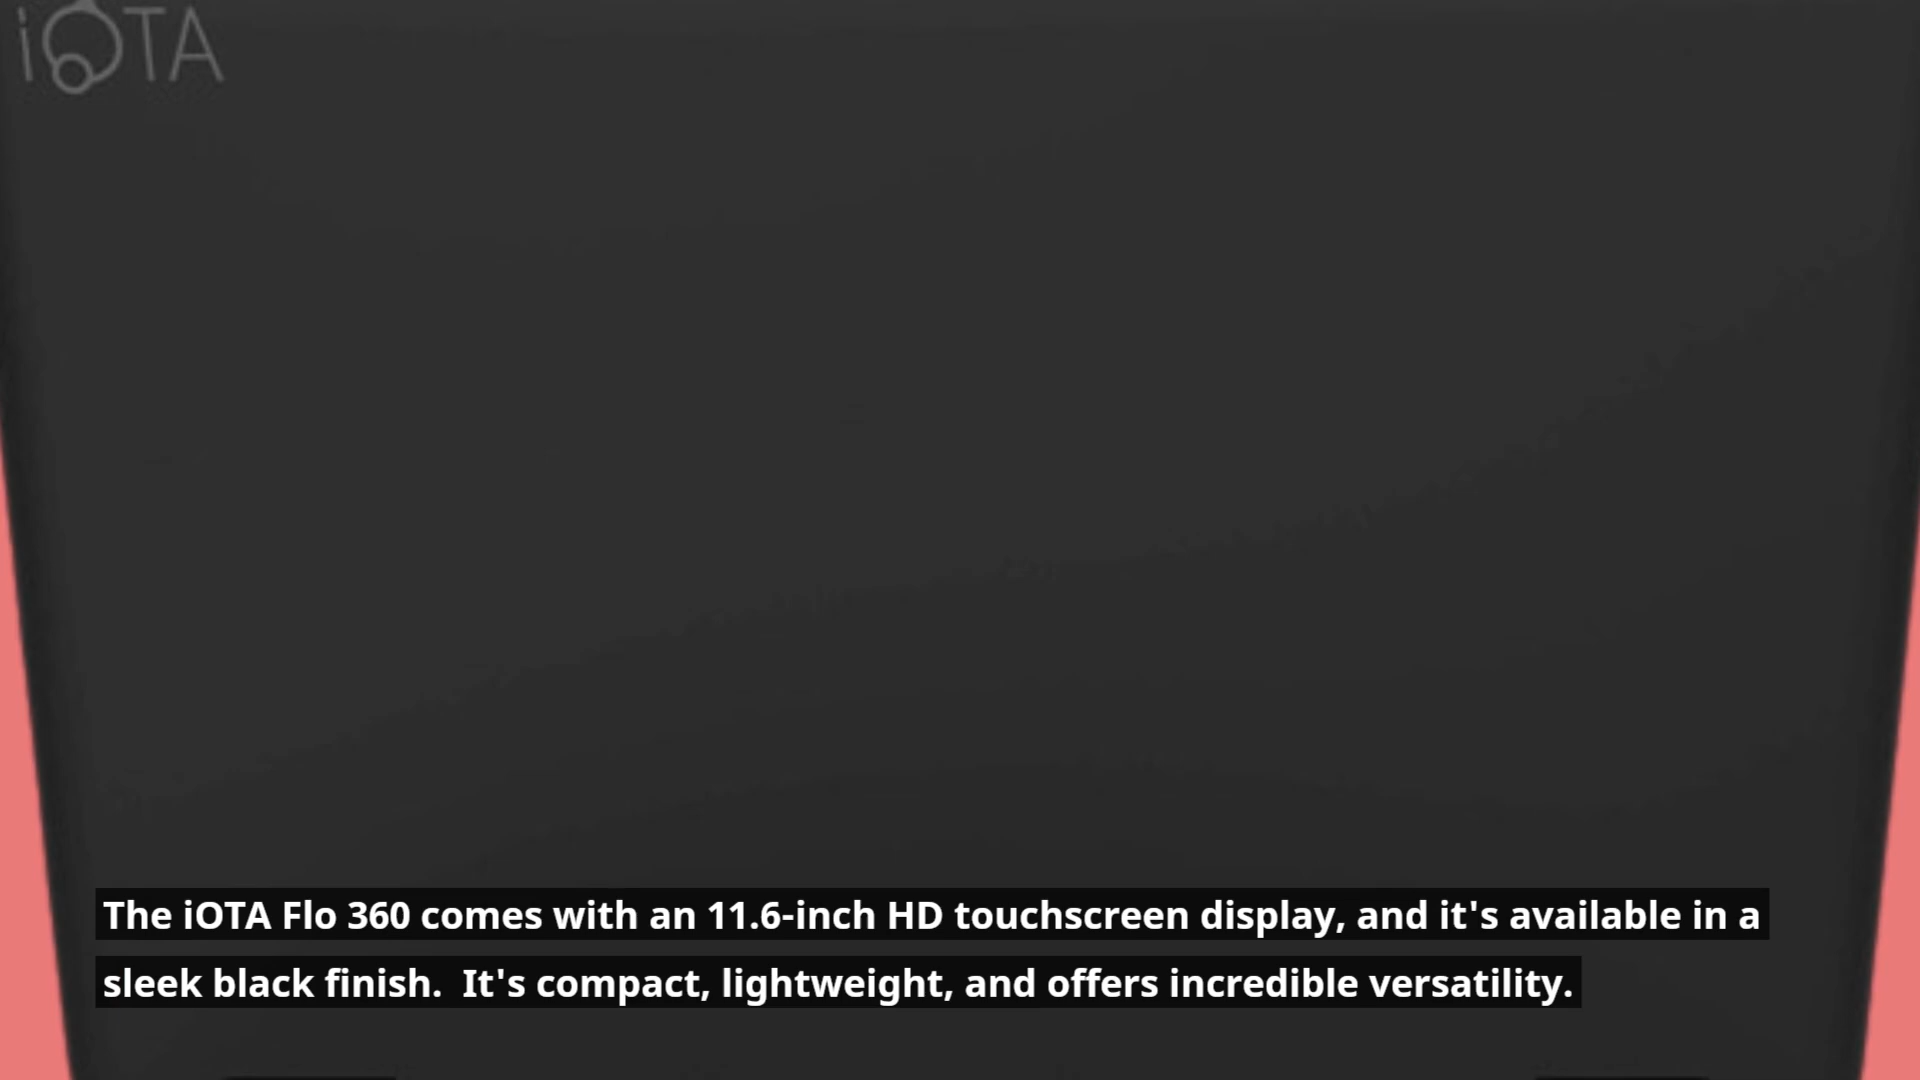 iOTA
The iOTA Flo 360 comes with an 11.6-inch HD touchscreen display, and it's available in a
sleek black finish.  It's compact, lightweight, and offers incredible versatility.